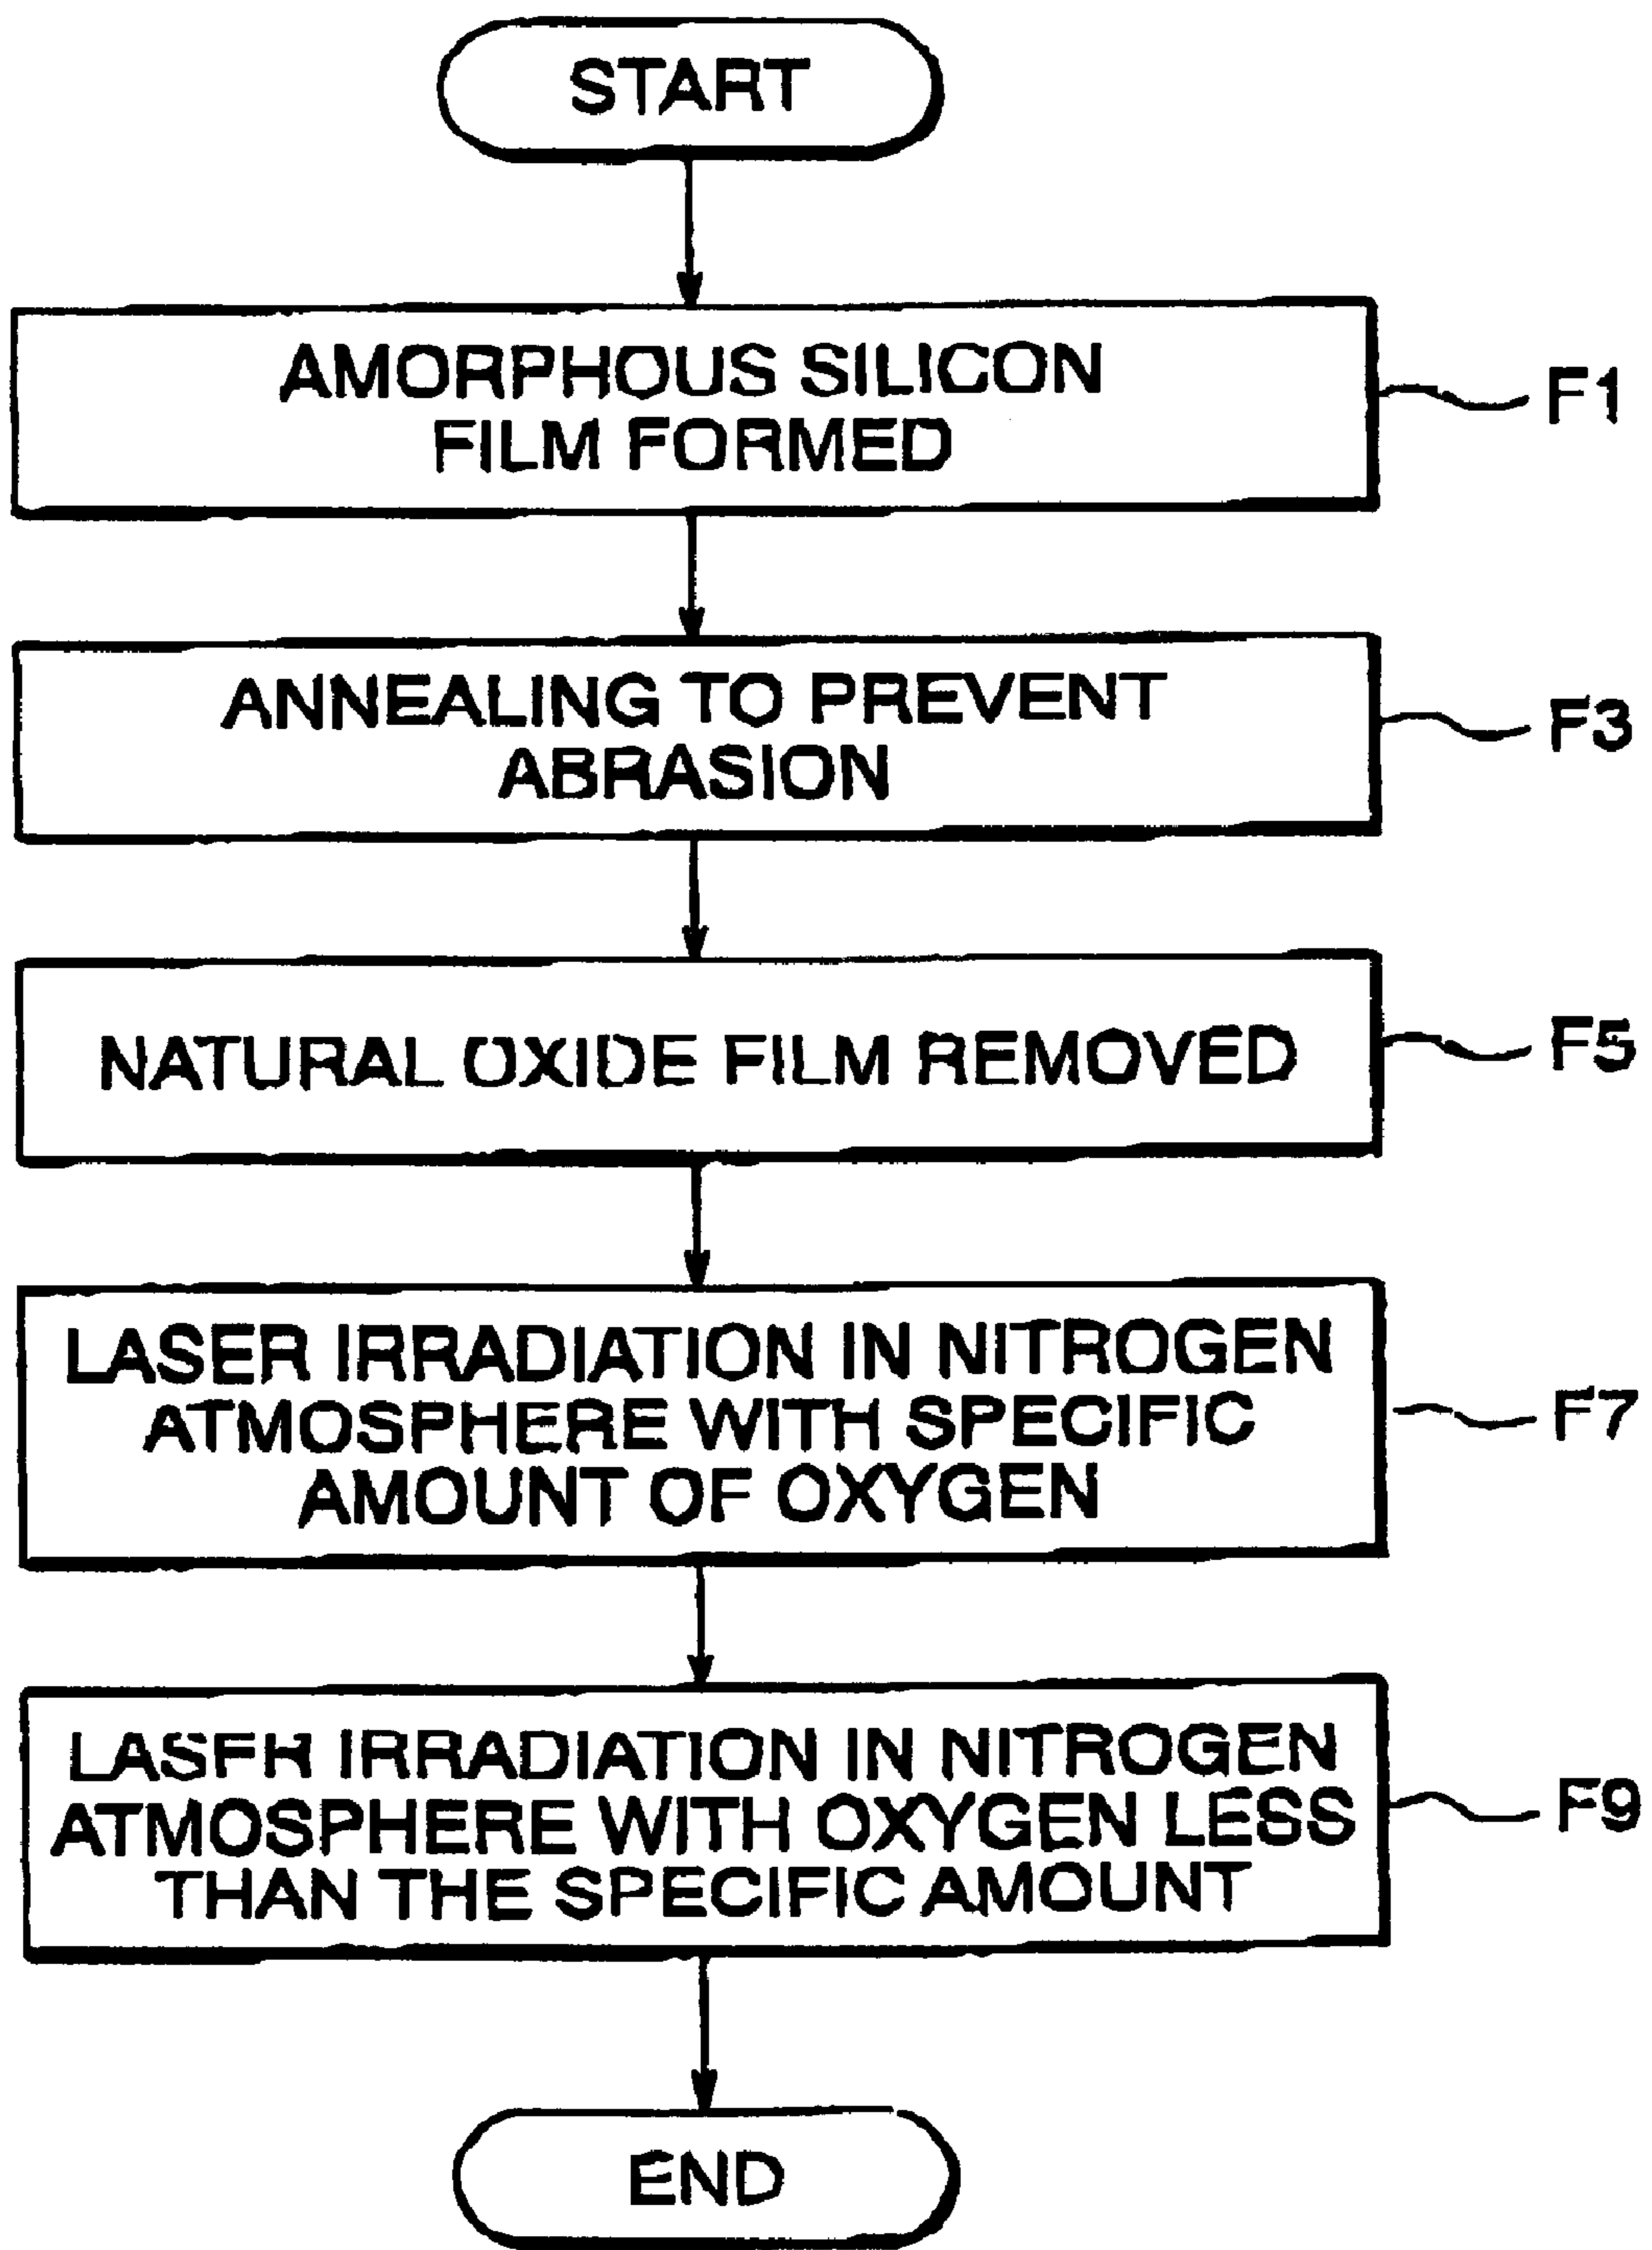 START
AMORPHOUS SILICON
FILM FORMED
F1
ANNEALING TO PREVENT
ABRASION
F3
NATURAL OXIDE FILM REMOVED
F5
LASER IRRADIATION IN NITROGEN
ATMOSPHERE WITH SPECIFIC
AMOUNT OF OXYGEN
F7
LASER IRRADIATION IN NITROGEN
ATMOSPHERE WITH OXYGEN LESS
THAN THE SPECIFIC AMOUNT
F9
END